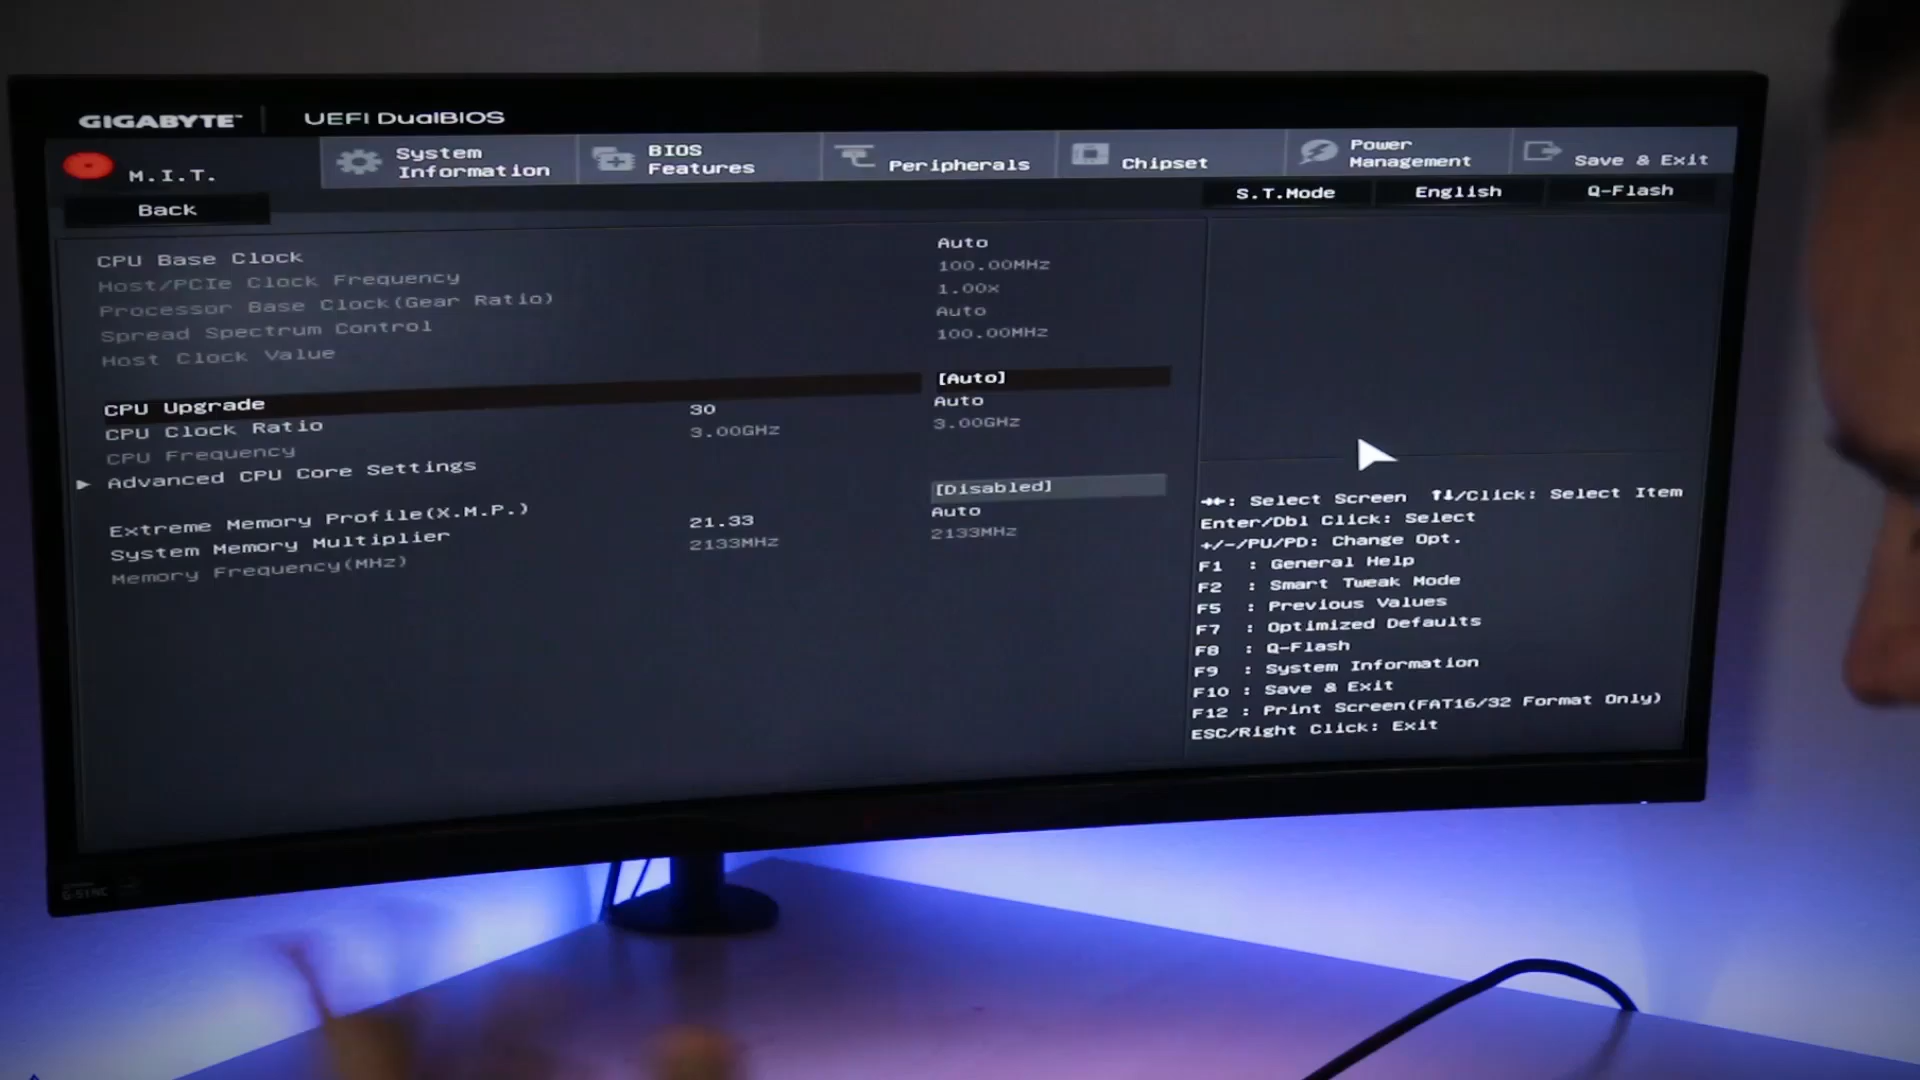 GIGABYTE™ UEFI DualBIOS
M.I.T. System Information BIOS Features Peripherals Chipset Power Management Save & Exit
Back S.T.Mode English Q-Flash
CPU Base Clock Auto
Host/PCIe Clock Frequency 100.00MHz
Processor Base Clock(Gear Ratio) 1.00x
Spread Spectrum Control Auto
Host Clock Value 100.00MHz
CPU Upgrade [Auto]
CPU Clock Ratio 30 Auto
CPU Frequency 3.00GHz 3.00GHz
Advanced CPU Core Settings
Extreme Memory Profile(X.M.P.) [Disabled]
System Memory Multiplier 21.33 Auto
Memory Frequency(MHz) 2133MHz 2133MHz
→←: Select Screen ↑↓/Click: Select Item
Enter/Dbl Click: Select
+/-/PU/PD: Change Opt.
F1 : General Help
F2 : Smart Tweak Mode
F5 : Previous Values
F7 : Optimized Defaults
F8 : Q-Flash
F9 : System Information
F10 : Save & Exit
F12 : Print Screen(FAT16/32 Format Only)
ESC/Right Click: Exit